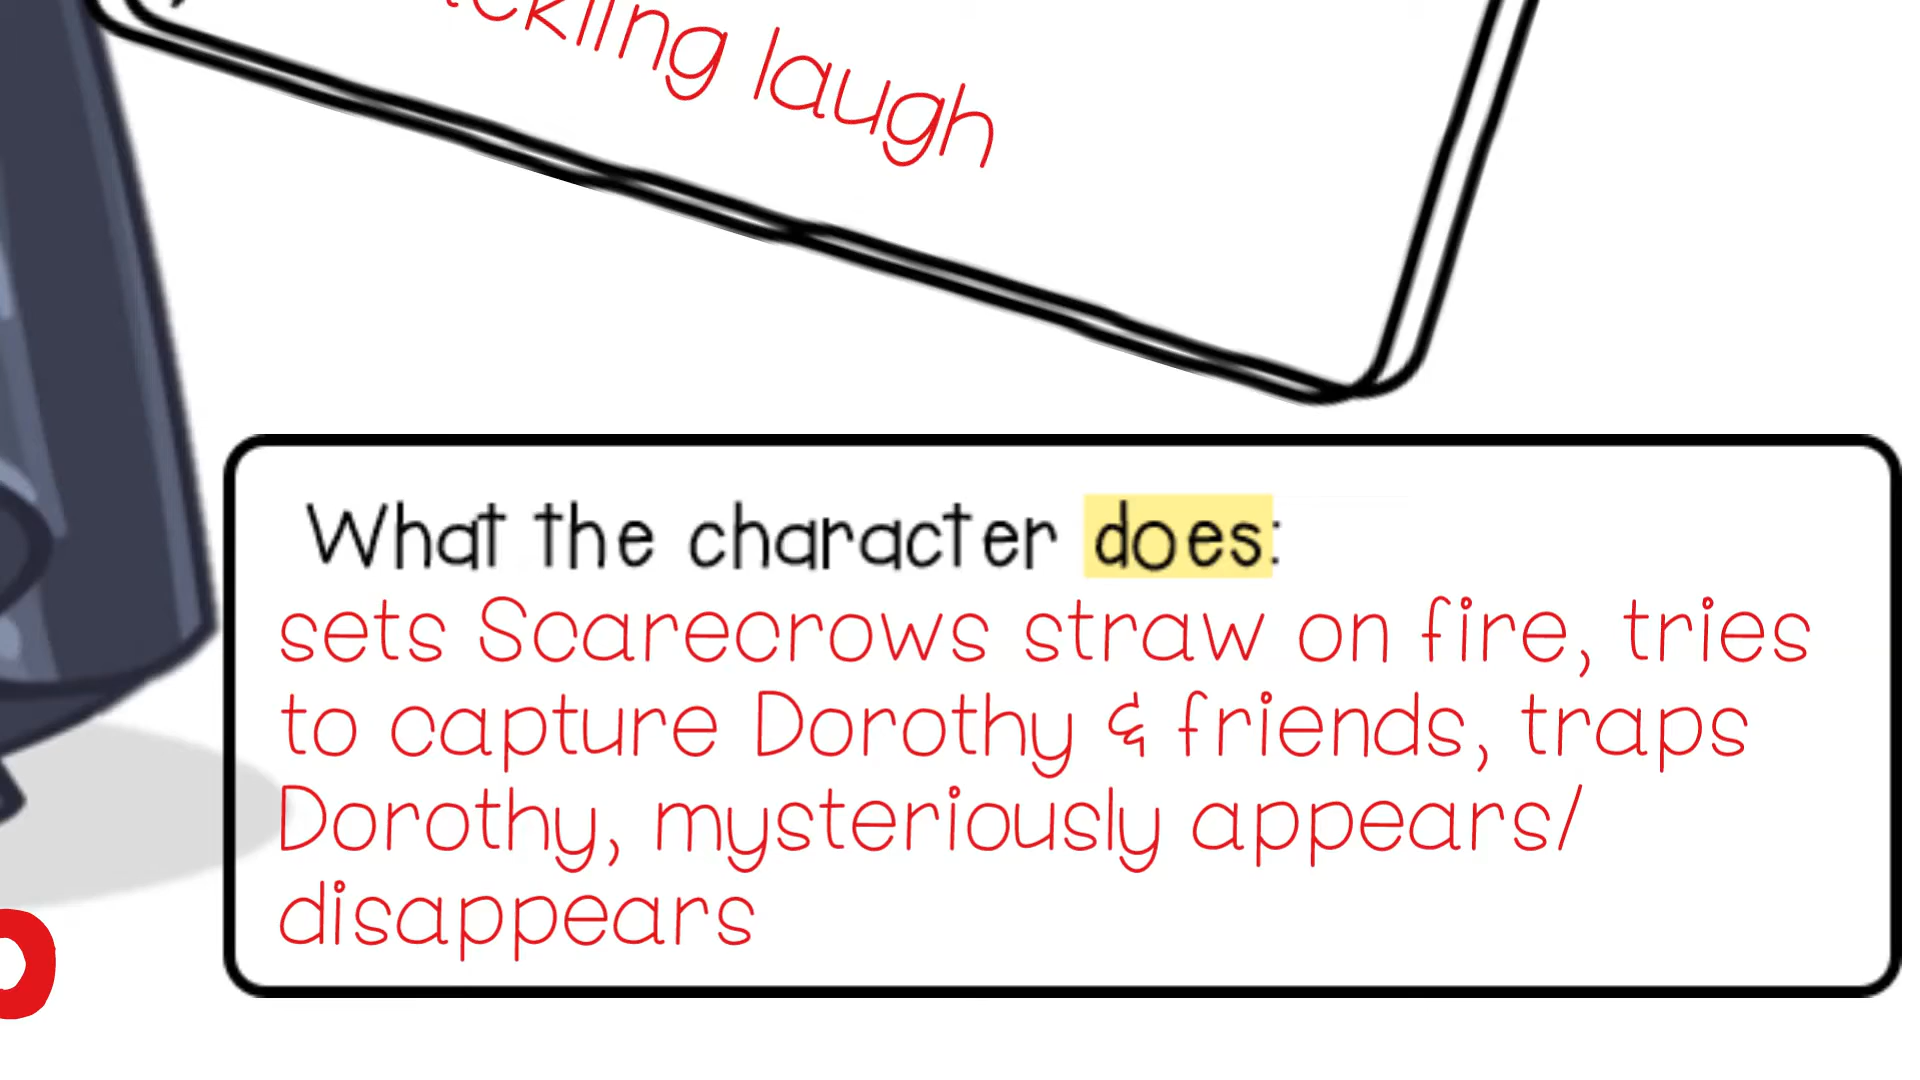 laugh
What the character does:
sets Scarecrows straw on fire, tries
to capture Dorothy & friends, traps
Dorothy, mysteriously appears/
disappears